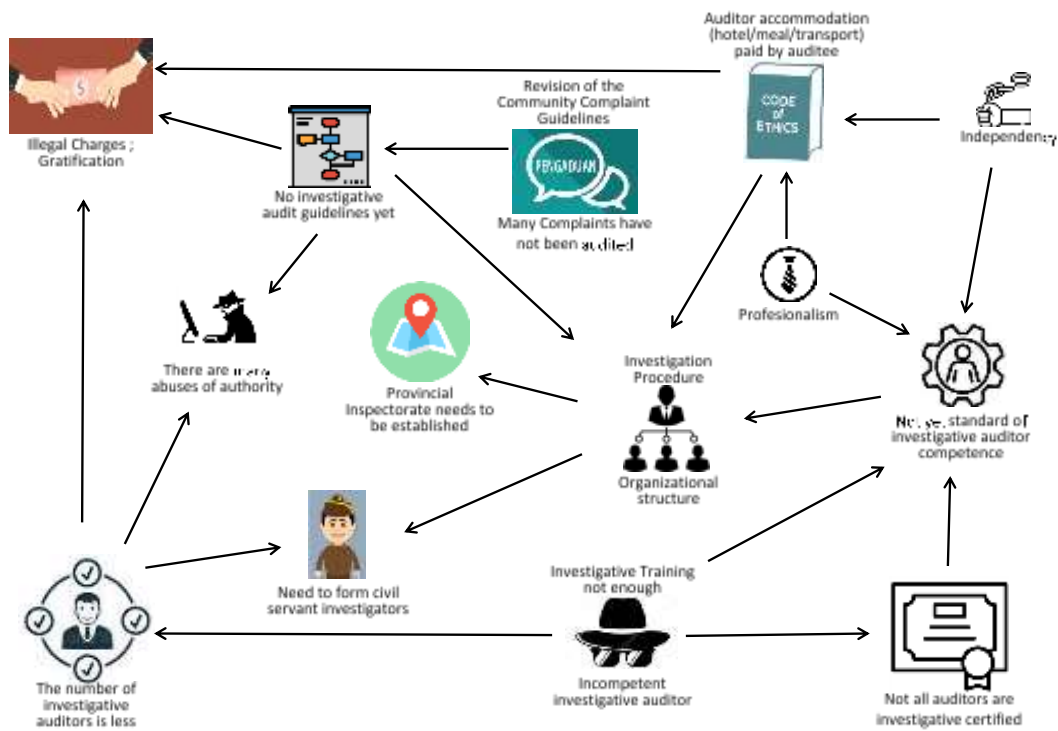 Auditor accommodation
(hotel/meal/transport)
paid by auditee
CODE
of
ETHICS
Independency
Illegal Charges ;
Gratification
Revision of the
Community Complaint
Guidelines
PENGADUAN
Many Complaints have
not been audited
No investigative
audit guidelines yet
Profesionalism
There are many
abuses of authority
Provincial
Inspectorate needs to
be established
Investigation
Procedure
Organizational
structure
Not yet standard of
investigative auditor
competence
Need to form civil
servant investigators
Investigative Training
not enough
Incompetent
investigative auditor
The number of
investigative
auditors is less
Not all auditors are
investigative certified